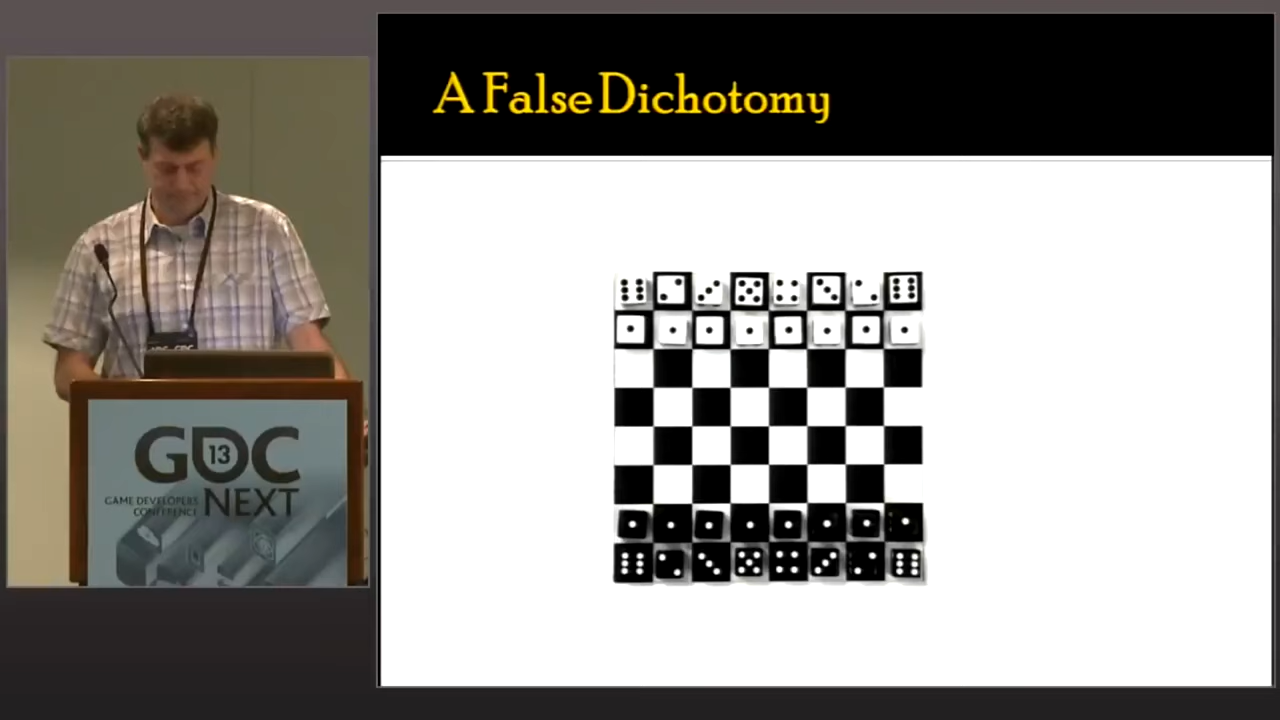 A False Dichotomy
GDC
13
GAME DEVELOPERS
CONFERENCE
NEXT